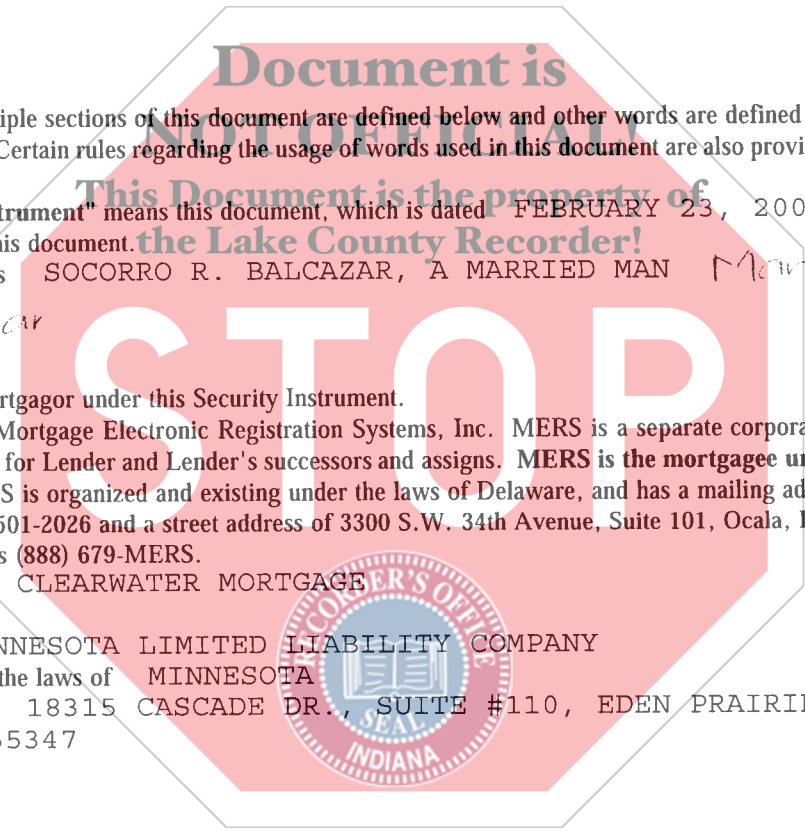 Document is
iple sections of this document are defined below and other words are defined
NOT OFFICIAL!
Certain rules regarding the usage of words used in this document are also provi
This Document is the property of
trument" means this document, which is dated FEBRUARY 23, 200
his document.
the Lake County Recorder!
s SOCORRO R. BALCAZAR, A MARRIED MAN
STOP
rtgagor under this Security Instrument.
Mortgage Electronic Registration Systems, Inc. MERS is a separate corpora
for Lender and Lender's successors and assigns. MERS is the mortgagee un
S is organized and existing under the laws of Delaware, and has a mailing ad
501-2026 and a street address of 3300 S.W. 34th Avenue, Suite 101, Ocala,
s (888) 679-MERS.
CLEARWATER MORTGAGE
RECORDER'S OFFICE
NNESOTA LIMITED LIABILITY COMPANY
the laws of MINNESOTA
18315 CASCADE DR., SUITE #110, EDEN PRAIRI
55347
SEAL
INDIANA